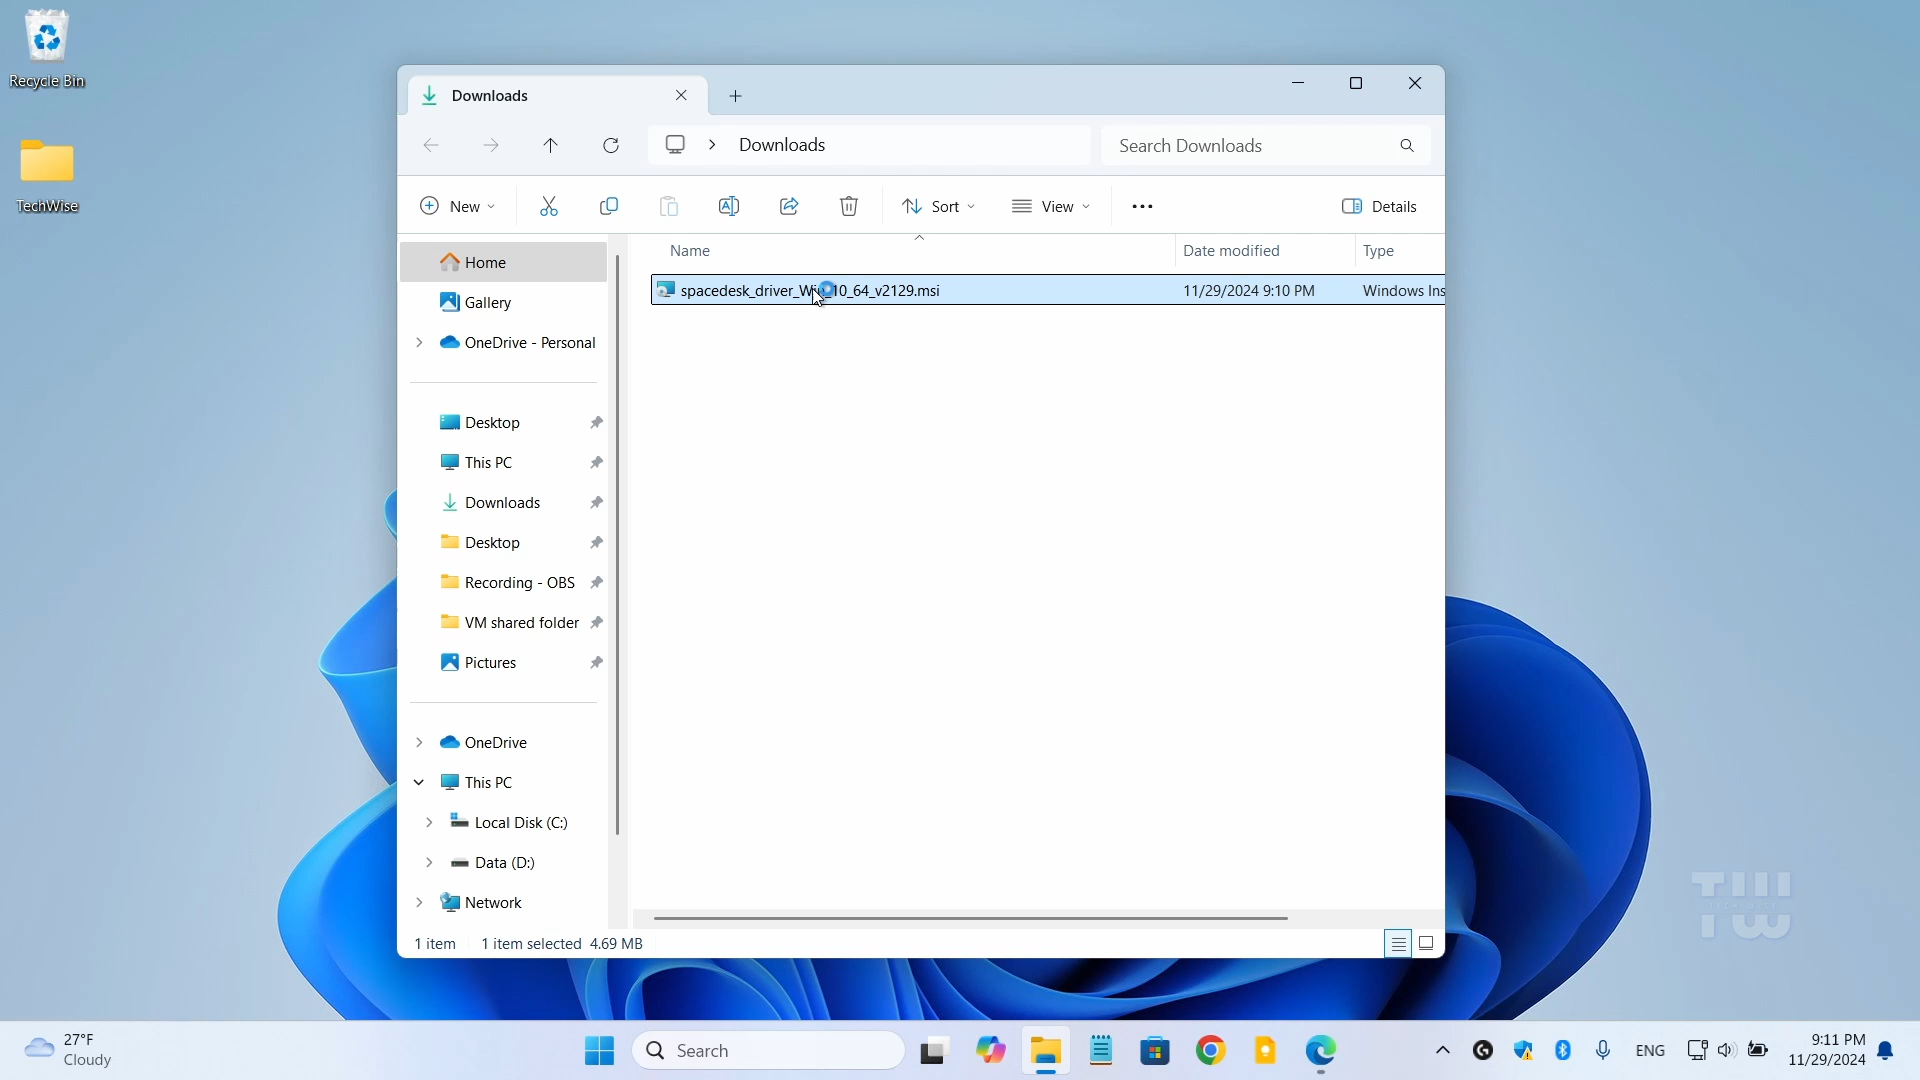 Recycle Bin
TechWise
Downloads
Downloads
Search Downloads
New
Sort
View
Details
Name
Date modified
Type
spacedesk_driver_Win_10_64_v2129.msi
11/29/2024 9:10 PM
Windows Ins
Home
Gallery
OneDrive - Personal
Desktop
This PC
Downloads
Desktop
Recording - OBS
VM shared folder
Pictures
OneDrive
This PC
Local Disk (C:)
Data (D:)
Network
1 item
1 item selected 4.69 MB
TW
27°F
Cloudy
Search
ENG
9:11 PM
11/29/2024